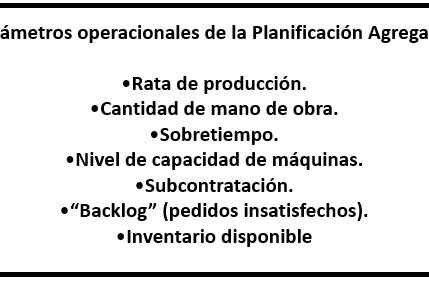 ámetros operacionales de la Planificación Agrega
•Rata de producción.
•Cantidad de mano de obra.
•Sobretiempo.
•Nivel de capacidad de máquinas.
•Subcontratación.
•“Backlog” (pedidos insatisfechos).
•Inventario disponible